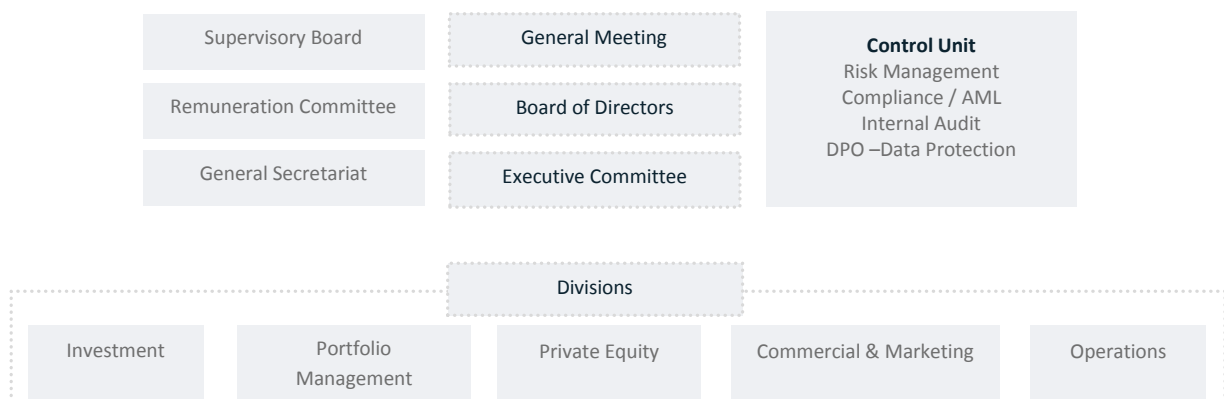 Supervisory Board
General Meeting
Control Unit
Risk Management
Compliance / AML
Internal Audit
DPO –Data Protection
Remuneration Committee
Board of Directors
General Secretariat
Executive Committee
Divisions
Investment
Portfolio
Management
Private Equity
Commercial & Marketing
Operations